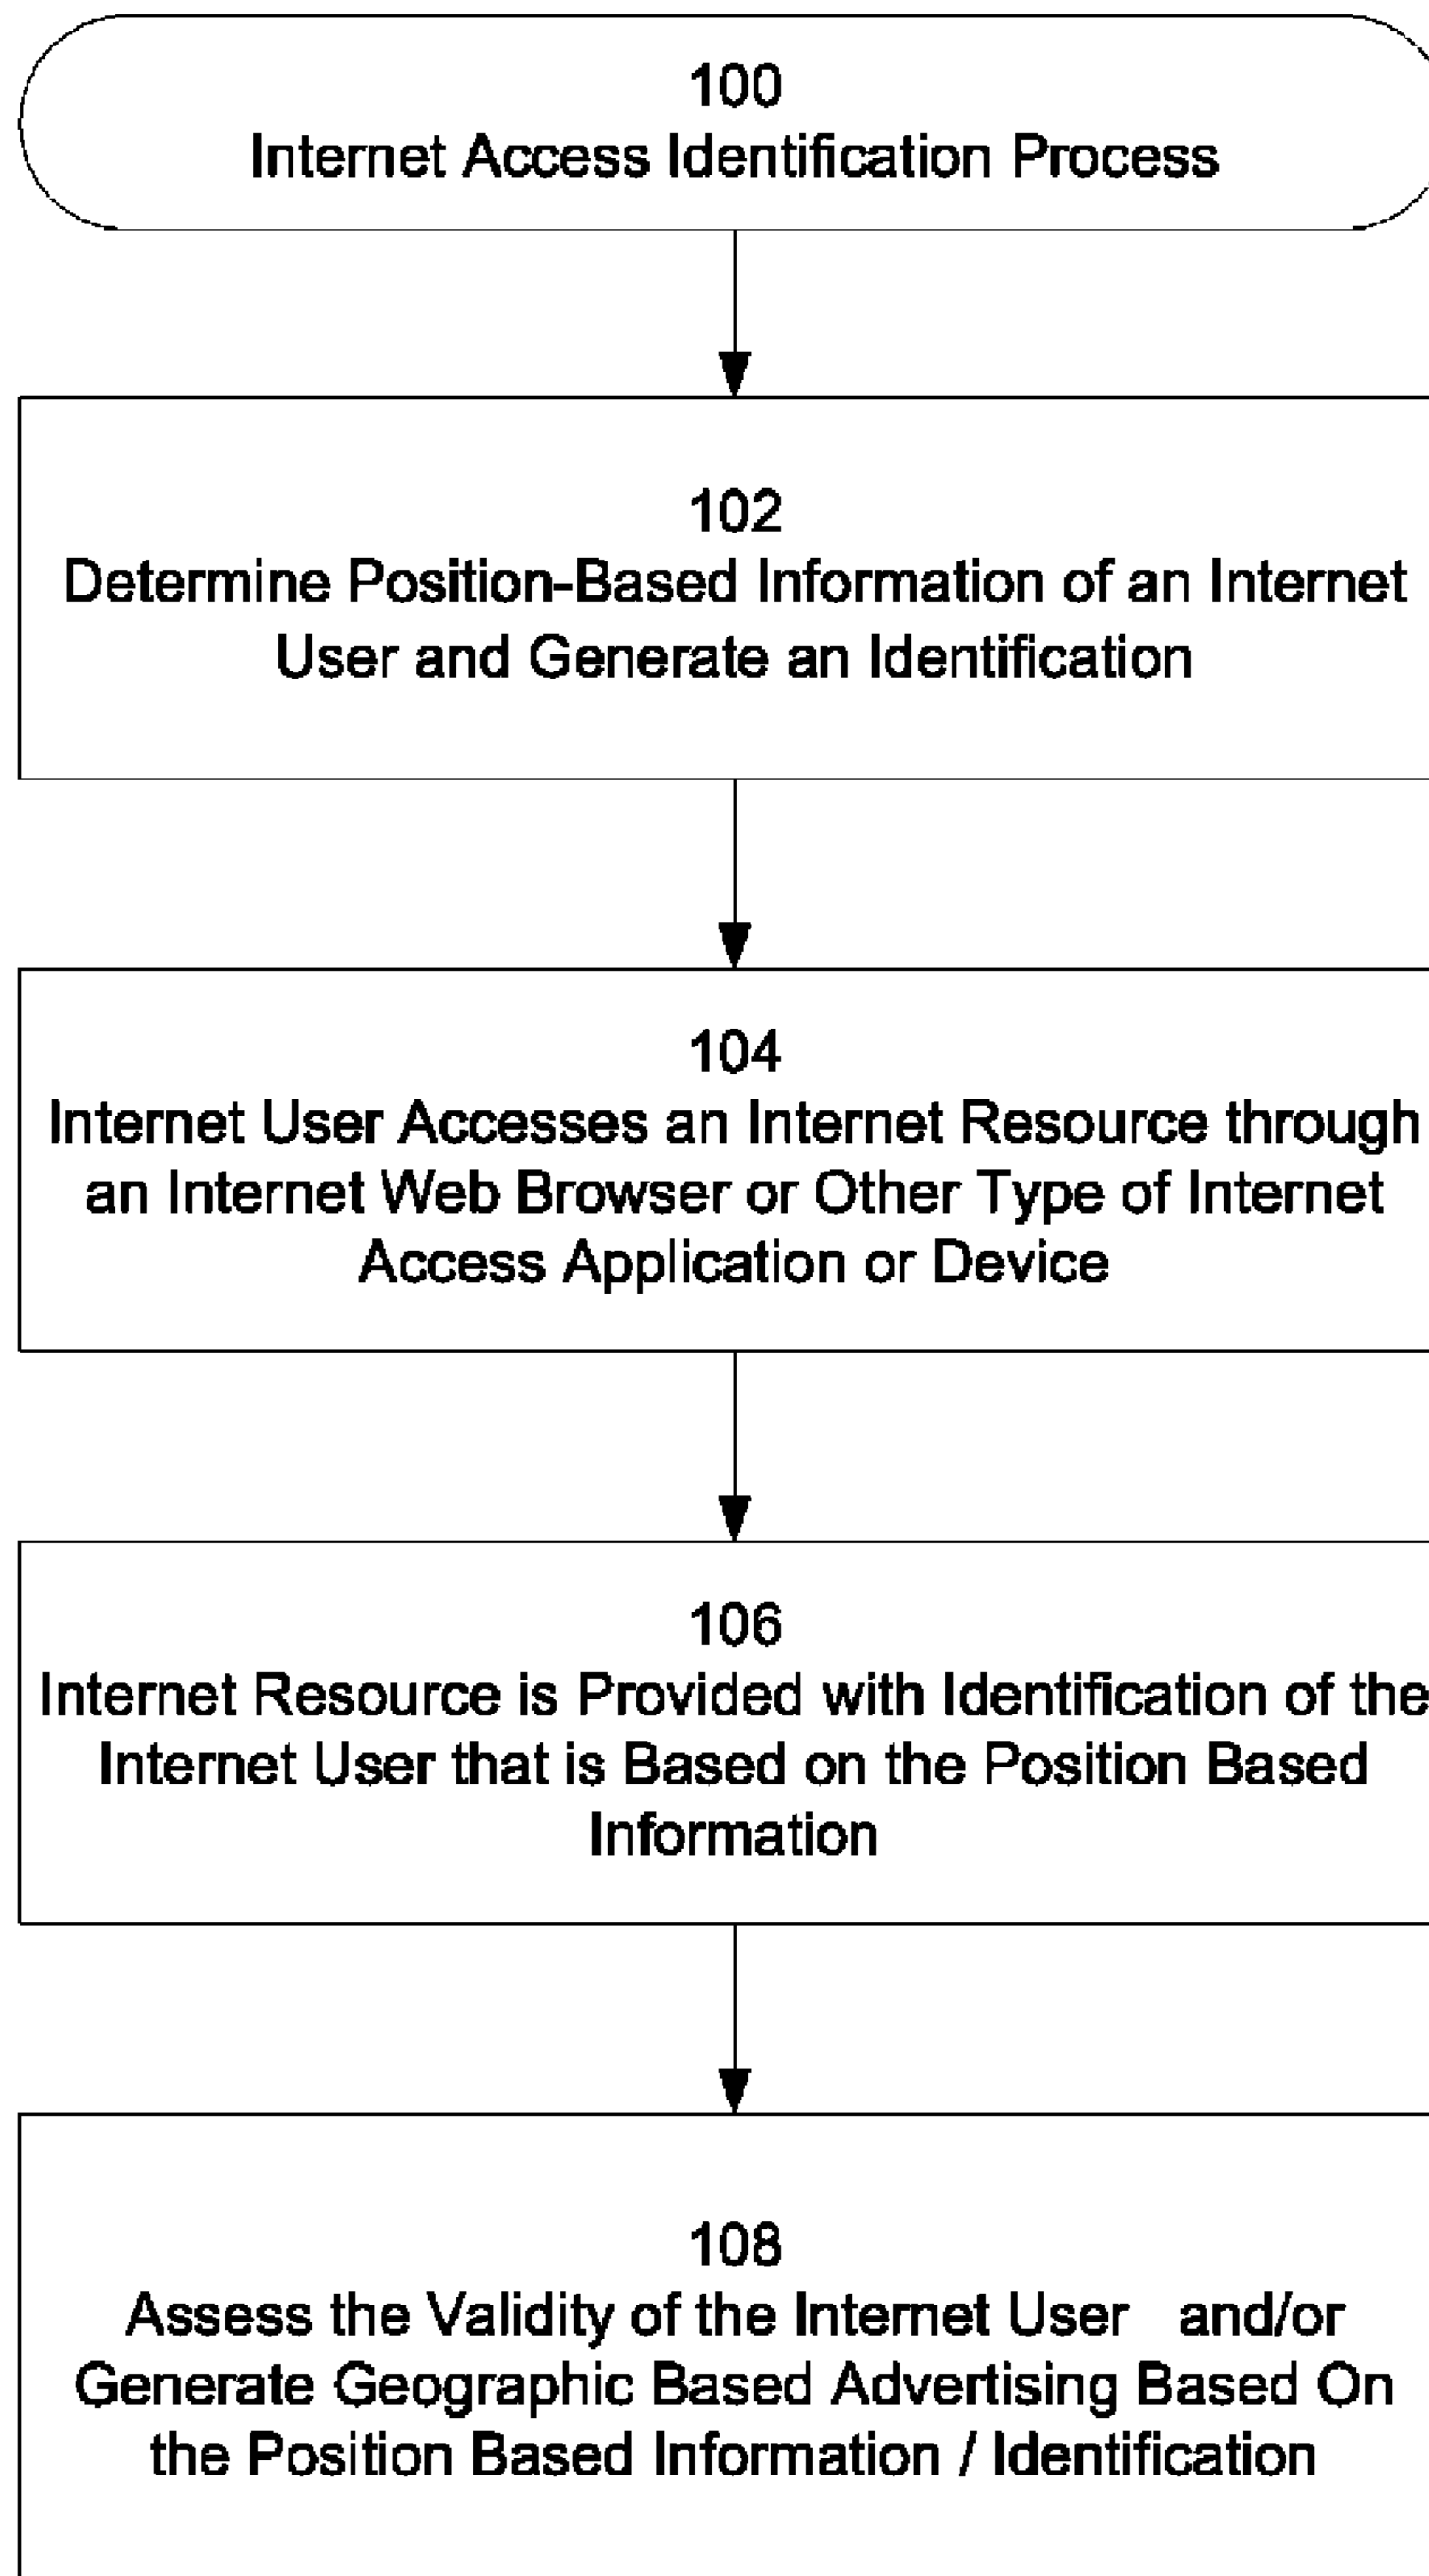 100
Internet Access Identification Process
102
Determine Position-Based Information of an Internet
User and Generate an Identification
104
Internet User Accesses an Internet Resource through
an Internet Web Browser or Other Type of Internet
Access Application or Device
106
Internet Resource is Provided with Identification of the
Internet User that is Based on the Position Based
Information
108
Assess the Validity of the Internet User and/or
Generate Geographic Based Advertising Based On
the Position Based Information / Identification